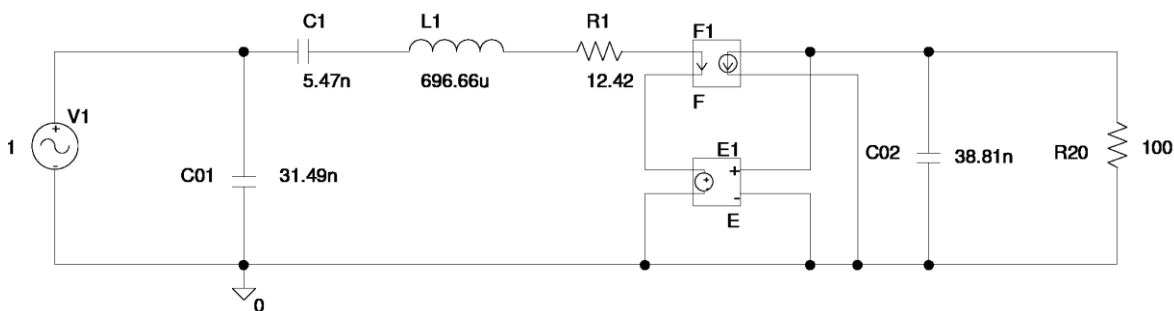 C1
L1
R1
F1
5.47n
696.66u
12.42
F
V1
1
C01
31.49n
E1
E
C02
38.81n
R20
100
0